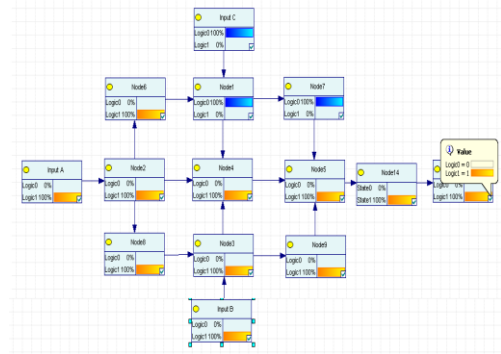 Input C
Logic0 100%
Logic1 0%
Node6
Logic0 0%
Logic1 100%
Node1
Logic0 100%
Logic1 0%
Node7
Logic0 100%
Logic1 0%
Input A
Logic0 0%
Logic1 100%
Node2
Logic0 0%
Logic1 100%
Node4
Logic0 0%
Logic1 100%
Node5
Logic0 0%
Logic1 100%
Node14
State0 0%
State1 100%
Value
Logic0 = 0
Logic1 = 1
Logic0 0%
Logic1 100%
Node8
Logic0 0%
Logic1 100%
Node3
Logic0 0%
Logic1 100%
Node9
Logic0 0%
Logic1 100%
Input B
Logic0 0%
Logic1 100%